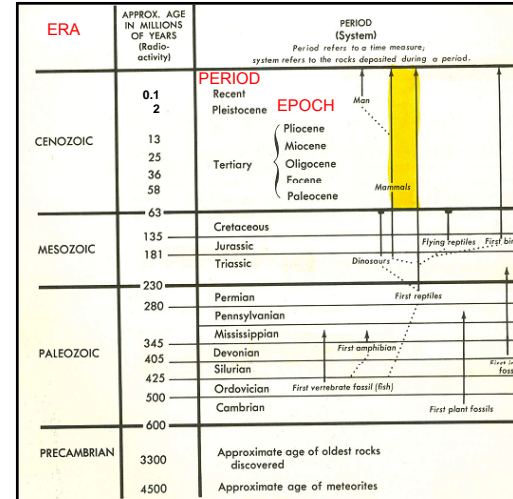 ERA
APPROX. AGE
IN MILLIONS
OF YEARS
(Radio-
activity)
PERIOD
(System)
Period refers to a time measure;
system refers to the rocks deposited during a period.
PERIOD
0.1 Recent Man
2 Pleistocene EPOCH
CENOZOIC
13 Pliocene
25 Miocene
36 Tertiary Oligocene
58 Eocene
Mammals
Paleocene
63
Cretaceous
135
MESOZOIC Jurassic Flying reptiles First
181
Triassic Dinosaurs
230
Permian First reptiles
280
Pennsylvanian
Mississippian
345
PALEOZOIC Devonian First amphibian
405
Silurian
425
Ordovician First vertebrate fossil (fish)
500
Cambrian First plant fossils
600
PRECAMBRIAN
3300 Approximate age of oldest rocks
discovered
4500 Approximate age of meteorites